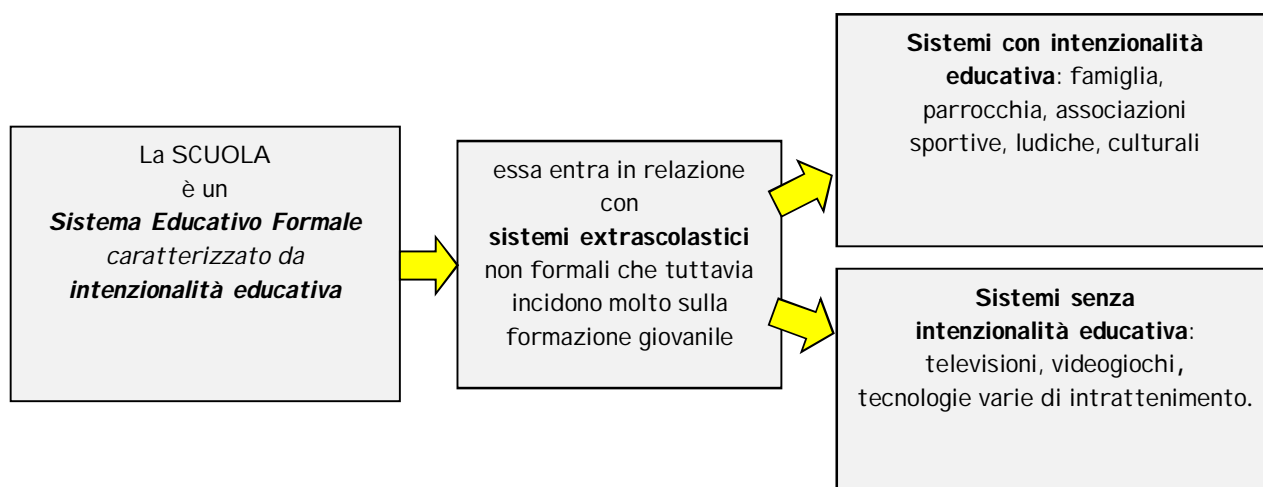 La SCUOLA
è un
Sistema Educativo Formale
caratterizzato da
intenzionalità educativa
essa entra in relazione
con
sistemi extrascolastici
non formali che tuttavia
incidono molto sulla
formazione giovanile
Sistemi con intenzionalità
educativa: famiglia,
parrocchia, associazioni
sportive, ludiche, culturali
Sistemi senza
intenzionalità educativa:
televisioni, videogiochi,
tecnologie varie di intrattenimento.